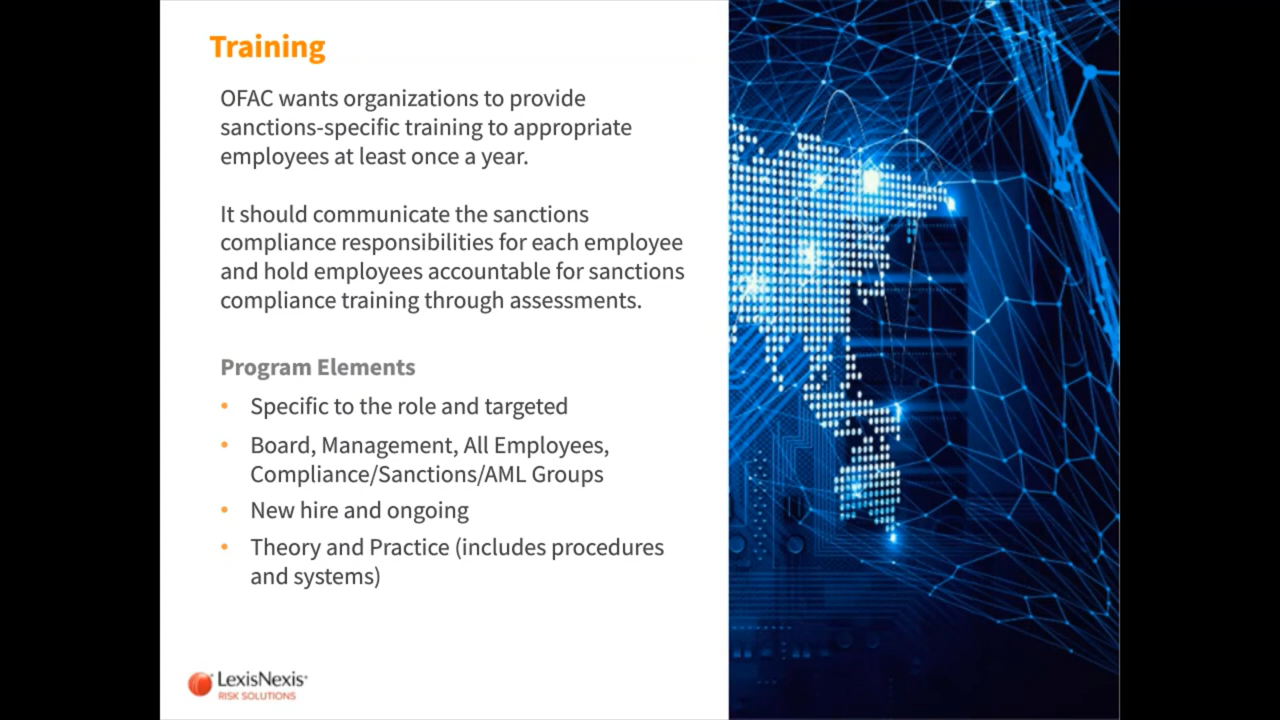 Training
OFAC wants organizations to provide
sanctions-specific training to appropriate
employees at least once a year.
It should communicate the sanctions
compliance responsibilities for each employee
and hold employees accountable for sanctions
compliance training through assessments.
Program Elements
• Specific to the role and targeted
• Board, Management, All Employees,
Compliance/Sanctions/AML Groups
• New hire and ongoing
• Theory and Practice (includes procedures
and systems)
LexisNexis®
RISK SOLUTIONS